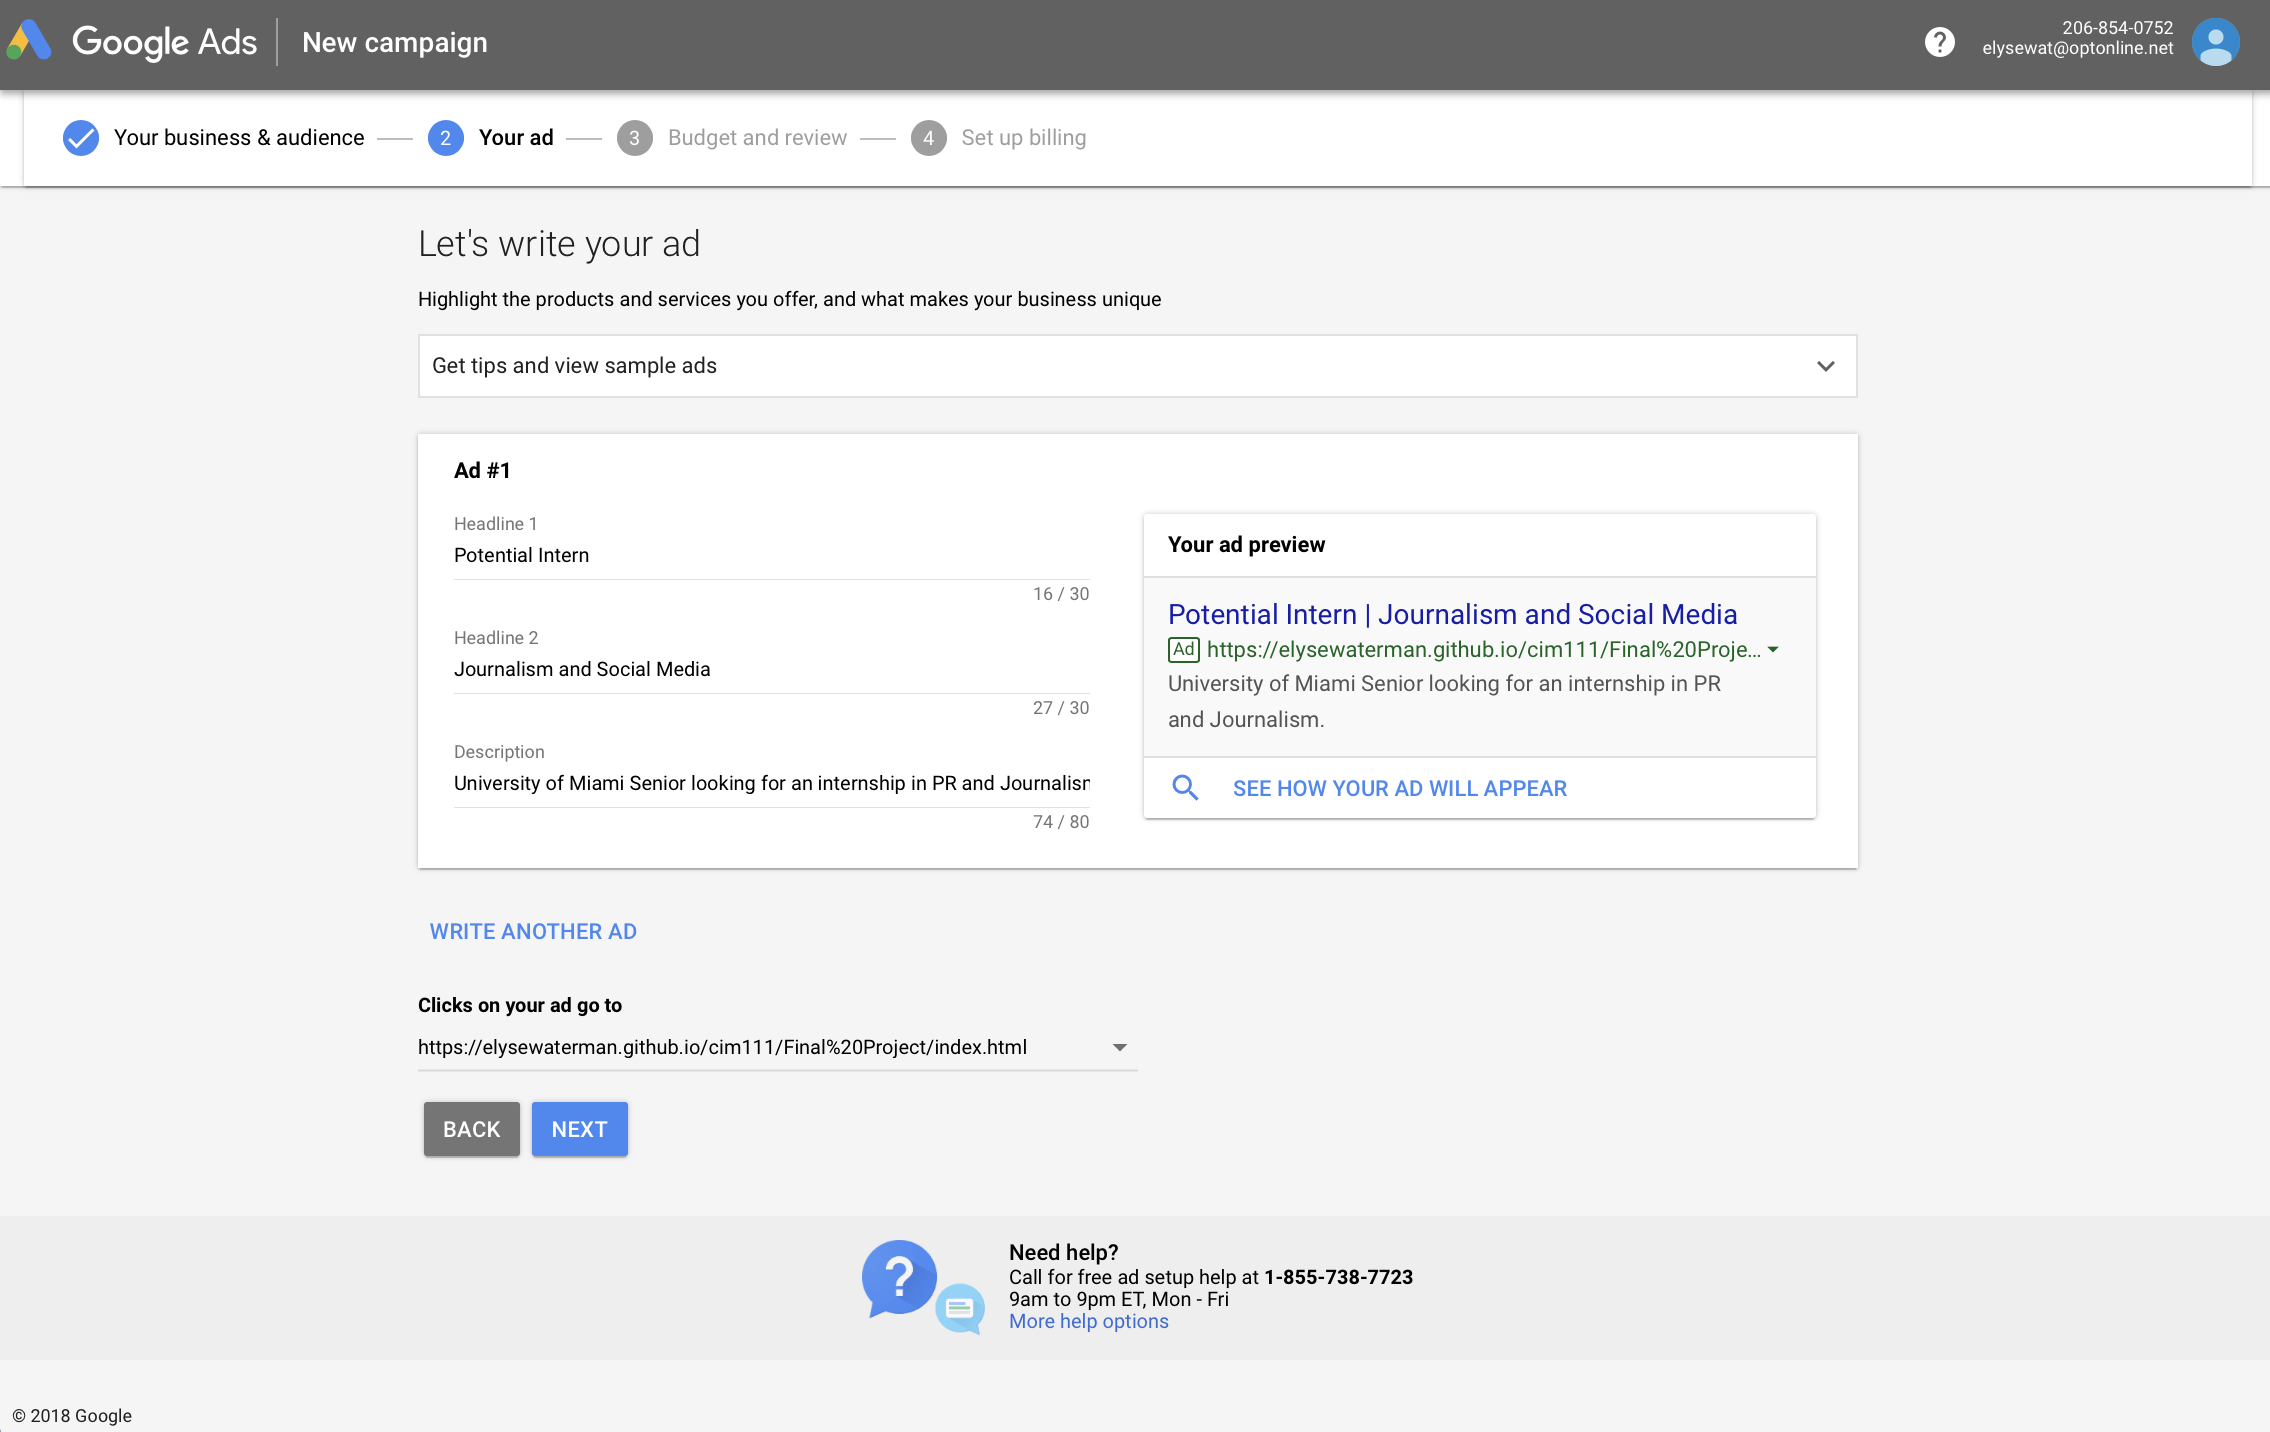 Google Ads New campaign
206-854-0752
elysewat@optonline.net
Your business & audience 2 Your ad 3 Budget and review 4 Set up billing
Let's write your ad
Highlight the products and services you offer, and what makes your business unique
Get tips and view sample ads
Ad #1
Headline 1
Potential Intern
16 / 30
Headline 2
Journalism and Social Media
27 / 30
Description
University of Miami Senior looking for an internship in PR and Journalism
74 / 80
Your ad preview
Potential Intern | Journalism and Social Media
Ad https://elysewaterman.github.io/cim111/Final%20Proje...
University of Miami Senior looking for an internship in PR
and Journalism.
SEE HOW YOUR AD WILL APPEAR
WRITE ANOTHER AD
Clicks on your ad go to
https://elysewaterman.github.io/cim111/Final%20Project/index.html
BACK NEXT
?
Need help?
Call for free ad setup help at 1-855-738-7723
9am to 9pm ET, Mon - Fri
More help options
© 2018 Google